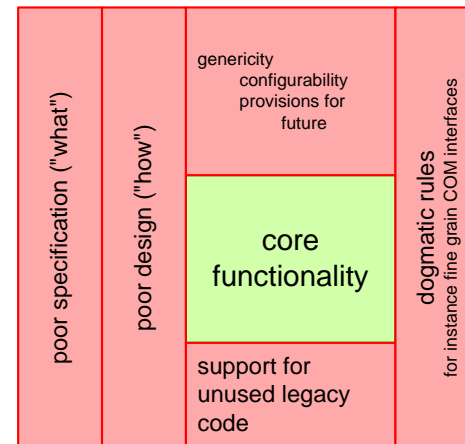 poor specification ("what")
poor design ("how")
genericity
configurability
provisions for
future
core
functionality
support for
unused legacy
code
dogmatic rules
for instance fine grain COM interfaces